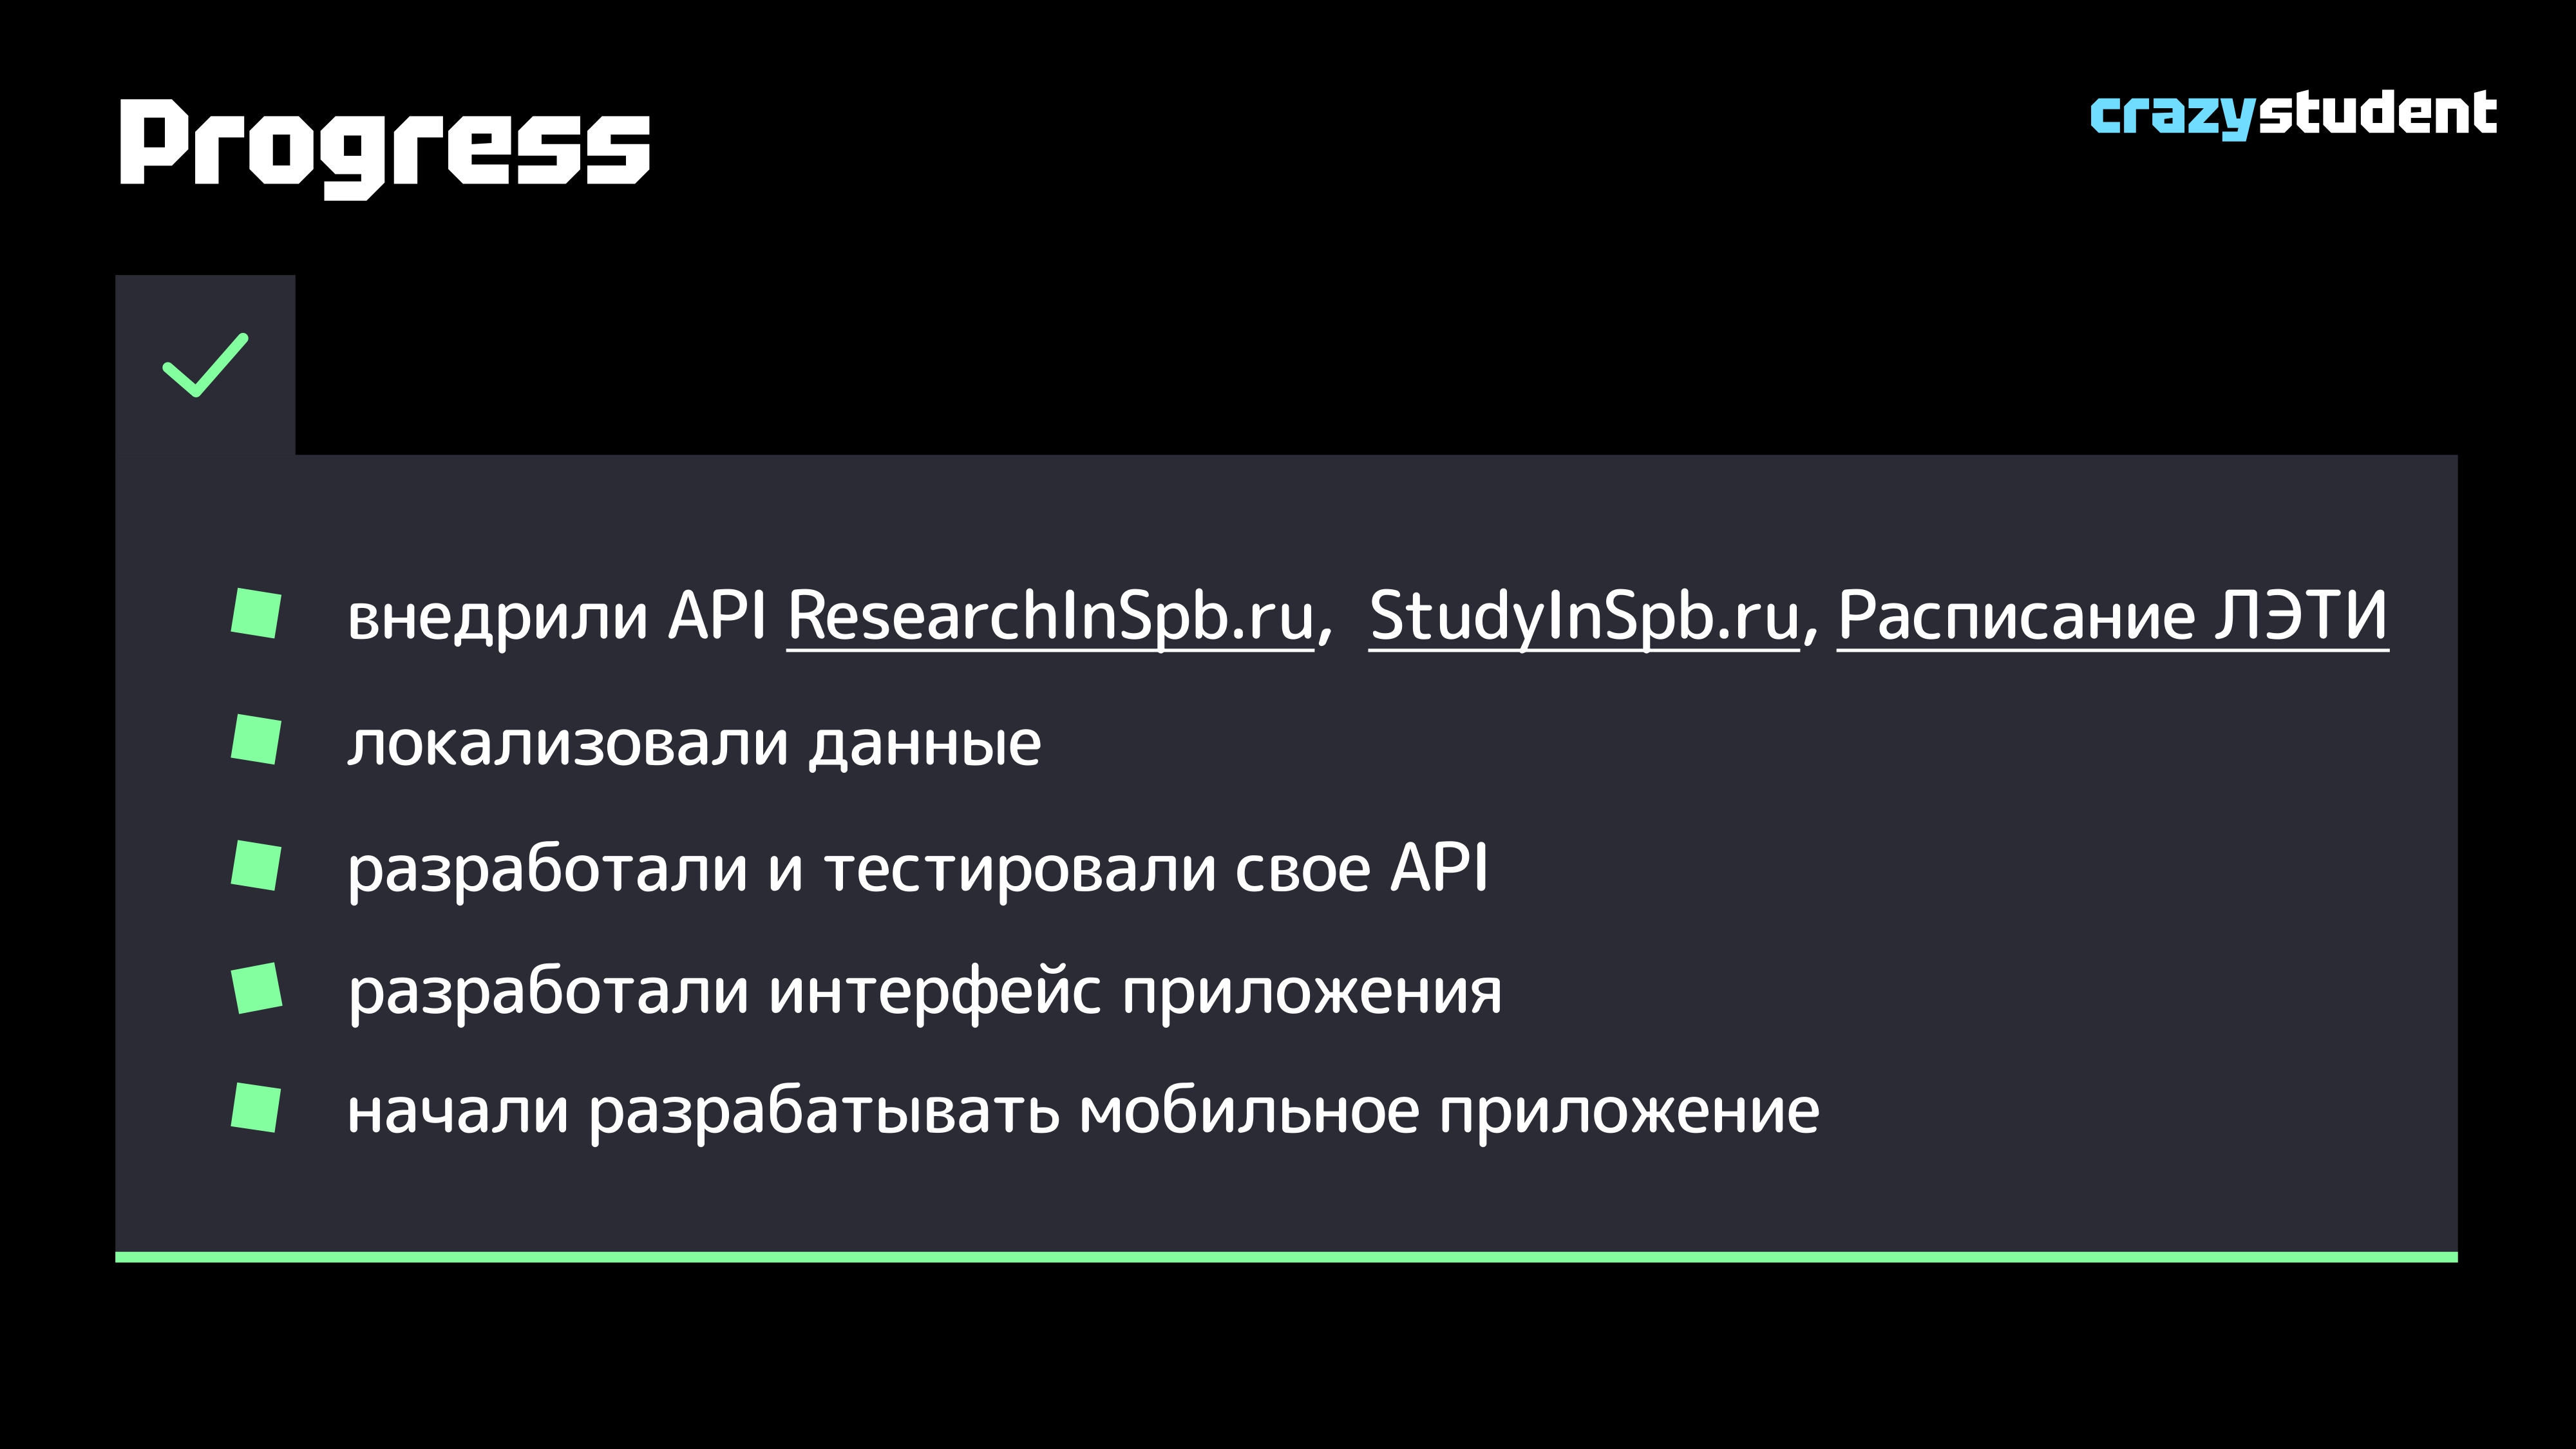 Progress
crazystudent
внедрили API ResearchInSpb.ru, StudyInSpb.ru, Расписание ЛЭТИ
локализовали данные
разработали и тестировали свое API
разработали интерфейс приложения
начали разрабатывать мобильное приложение